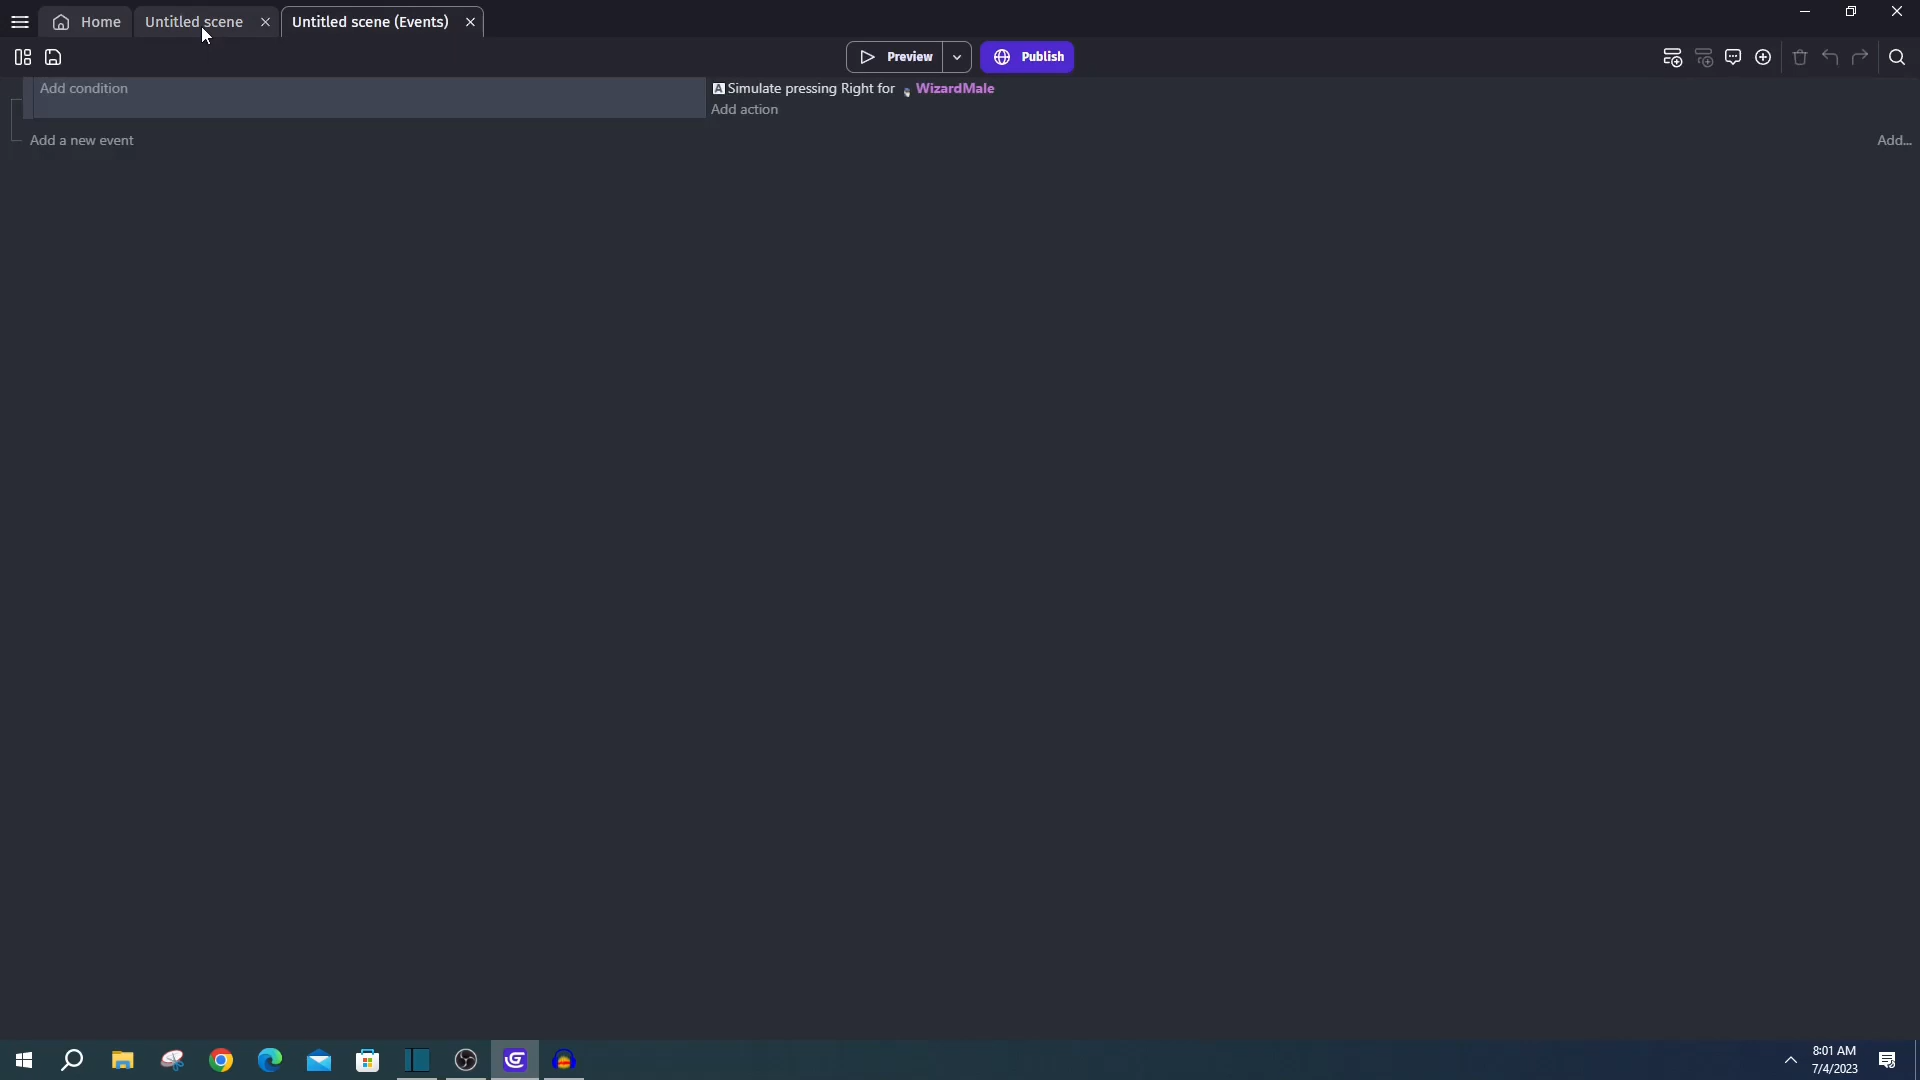 Home
Untitled scene
Untitled scene (Events)
Preview
Publish
Add condition
Simulate pressing Right for WizardMale
Add action
Add a new event
Add...
8:01 AM
7/4/2023